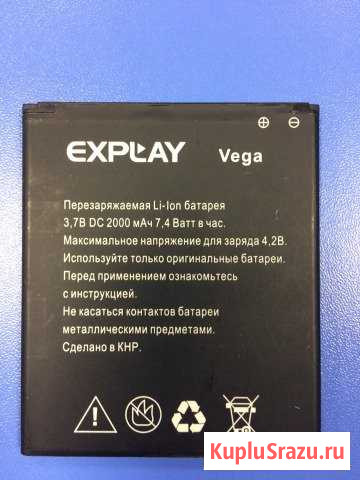 EXPLAY Vega
Перезаряжаемая Li-Ion батарея
3,7В DC 2000 мАч 7,4 Ватт в час.
Максимальное напряжение для заряда 4,2В.
Используйте только оригинальные батареи.
Перед применением ознакомьтесь
с инструкцией.
Не касаться контактов батареи
металлическими предметами.
Сделано в КНР.
KupluSrazu.ru